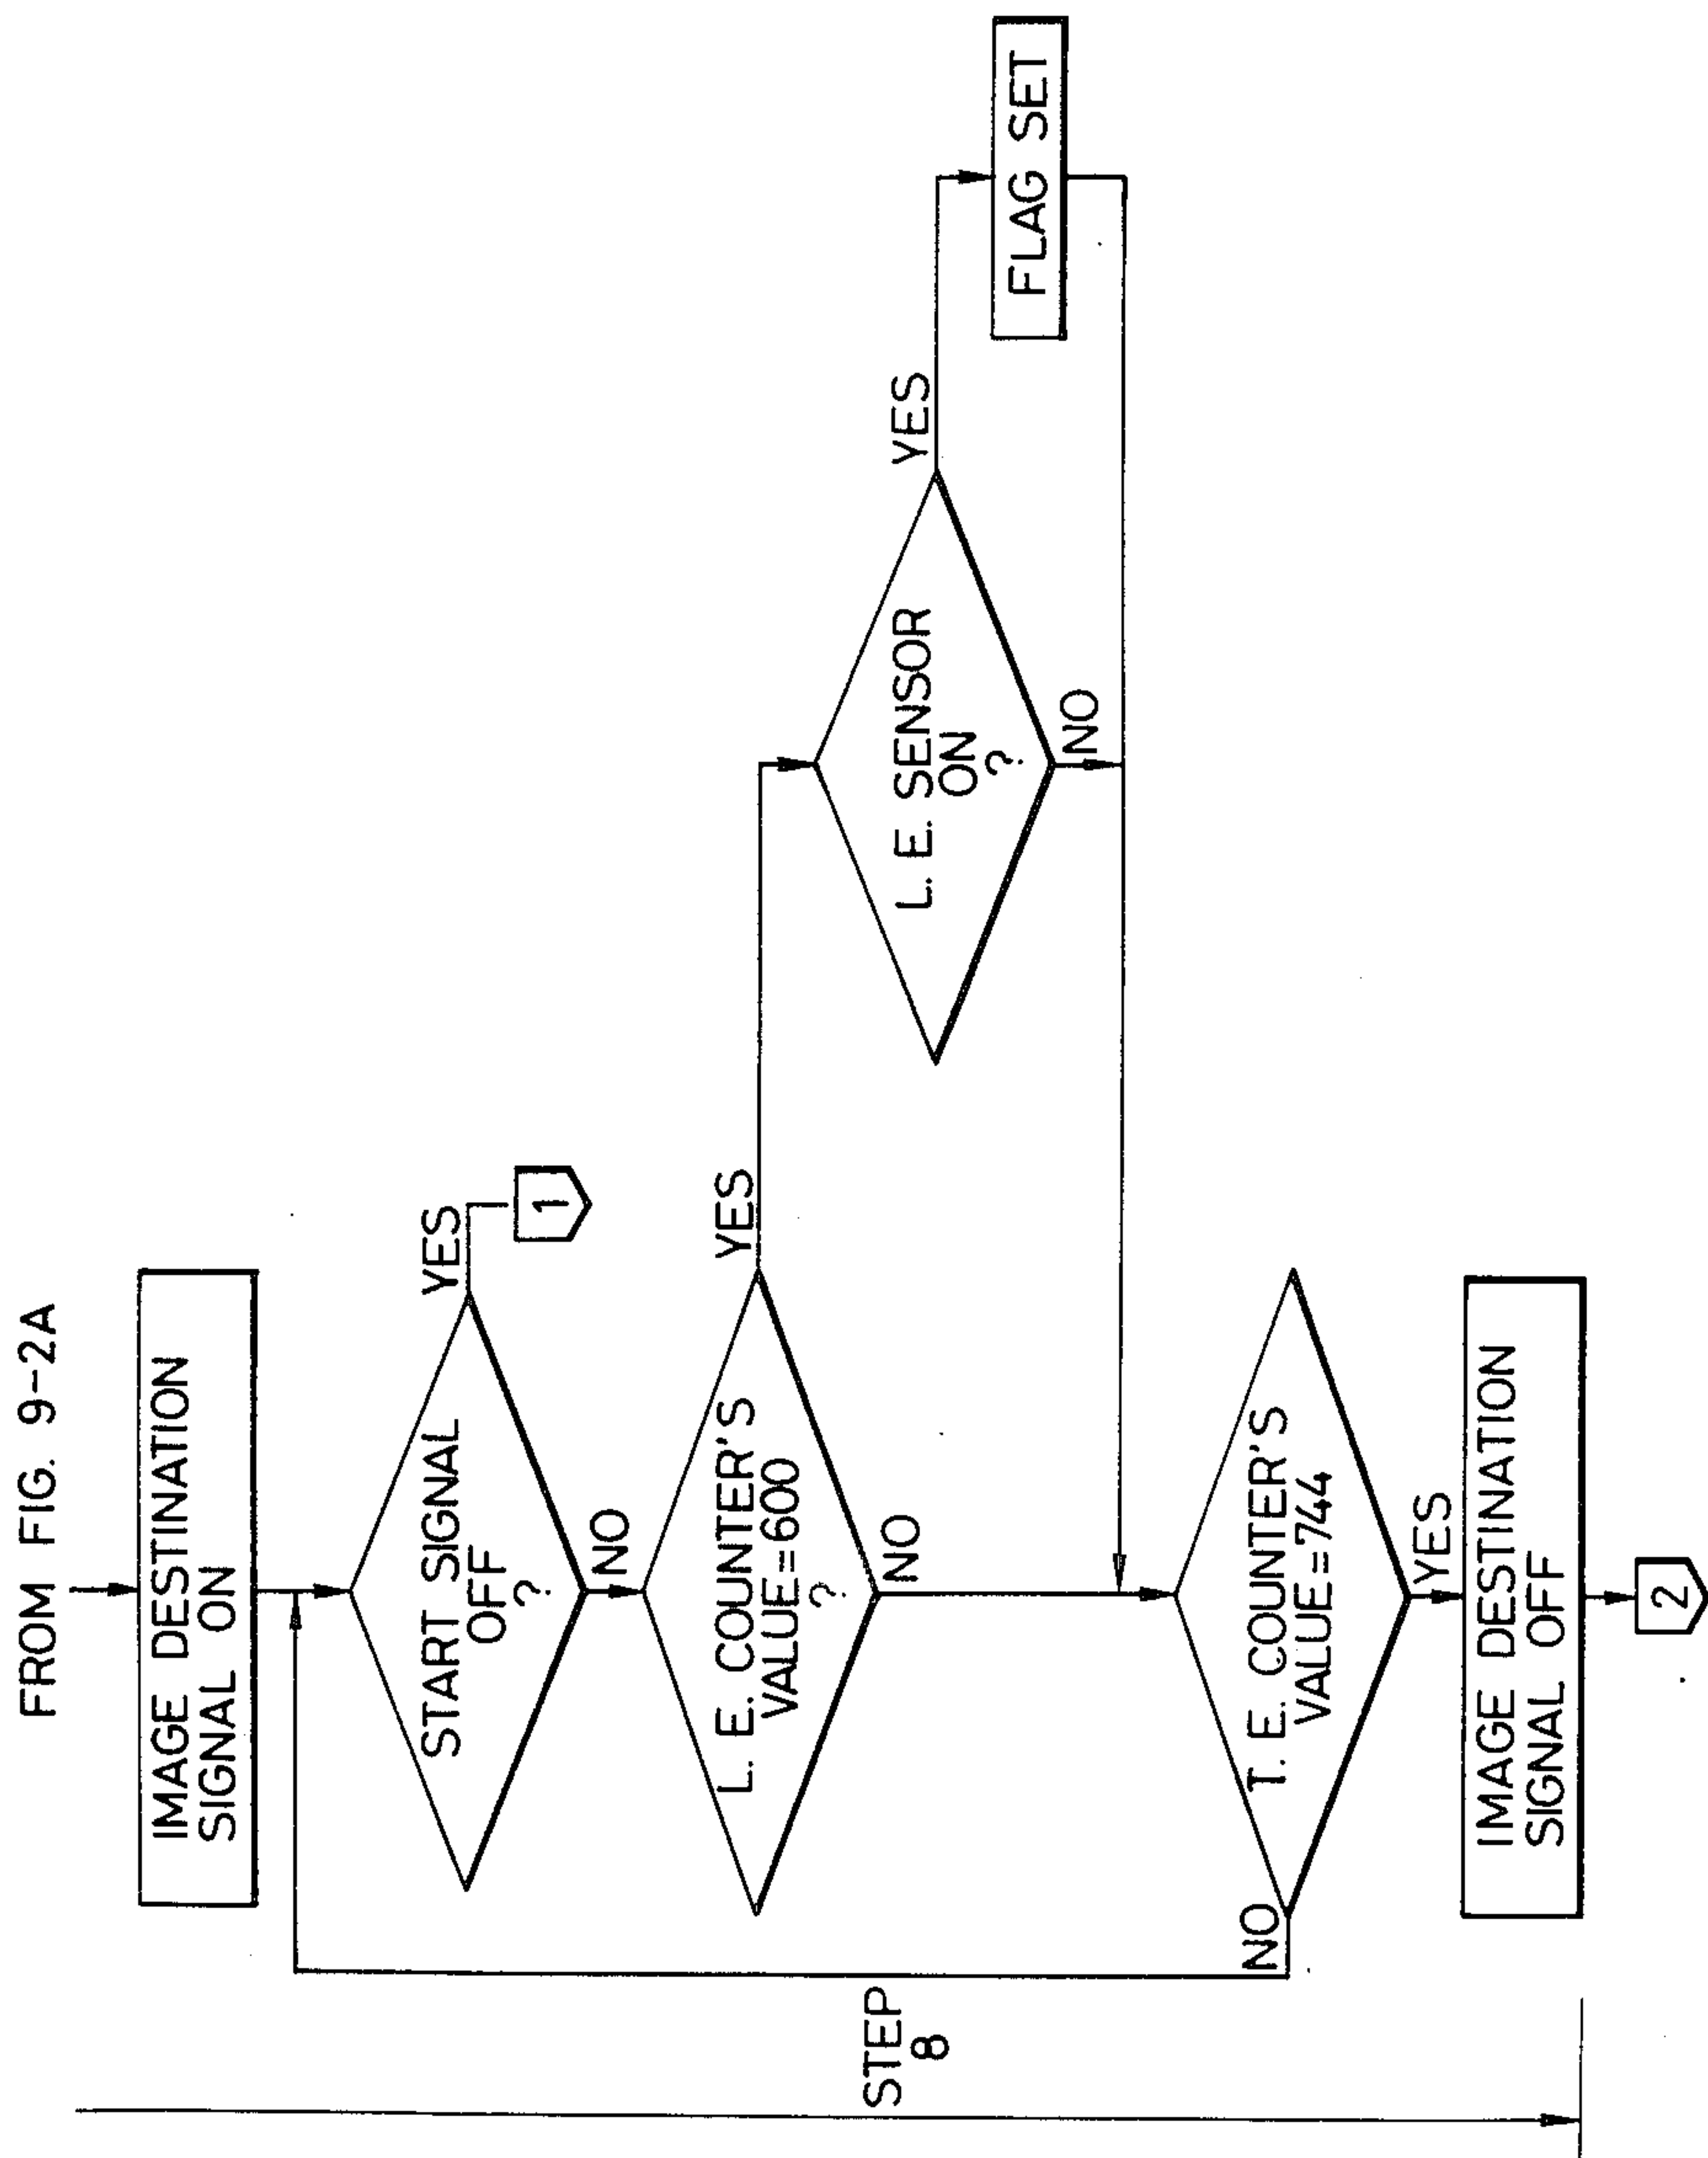 FROM FIG. 9-2A
IMAGE DESTINATION
SIGNAL ON
START SIGNAL
OFF
?
YES
1
NO
L. E. COUNTER'S
VALUE=600
?
YES
NO
L. E. SENSOR
ON
?
YES
NO
FLAG SET
T. E. COUNTER'S
VALUE=744
NO
YES
IMAGE DESTINATION
SIGNAL OFF
2
STEP
8